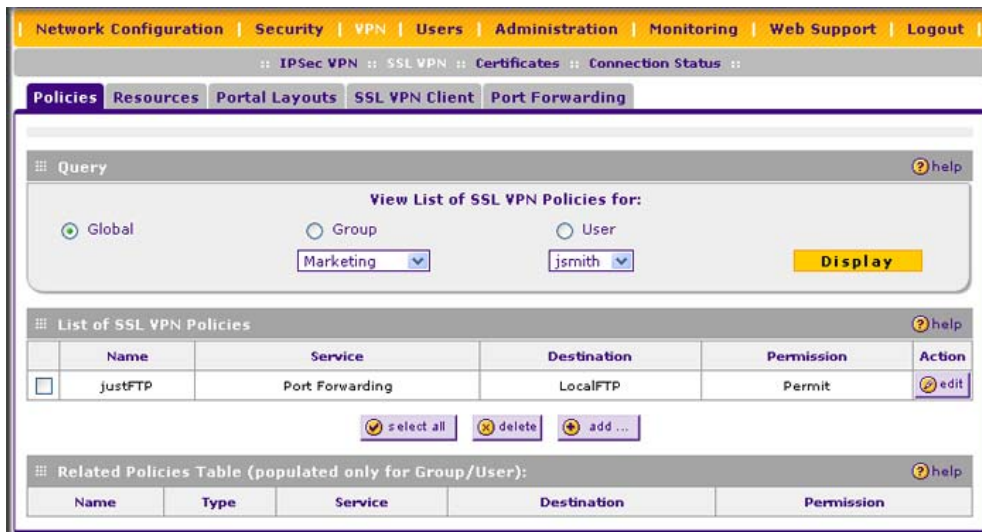 Network Configuration | Security | VPN | Users | Administration | Monitoring | Web Support | Logout
:: IPSec VPN :: SSL VPN :: Certificates :: Connection Status ::
Policies Resources Portal Layouts SSL VPN Client Port Forwarding
Query help
View List of SSL VPN Policies for:
Global Group User
Marketing jsmith Display
List of SSL VPN Policies help
Name Service Destination Permission Action
justFTP Port Forwarding LocalFTP Permit edit
select all delete add ...
Related Policies Table (populated only for Group/User): help
Name Type Service Destination Permission